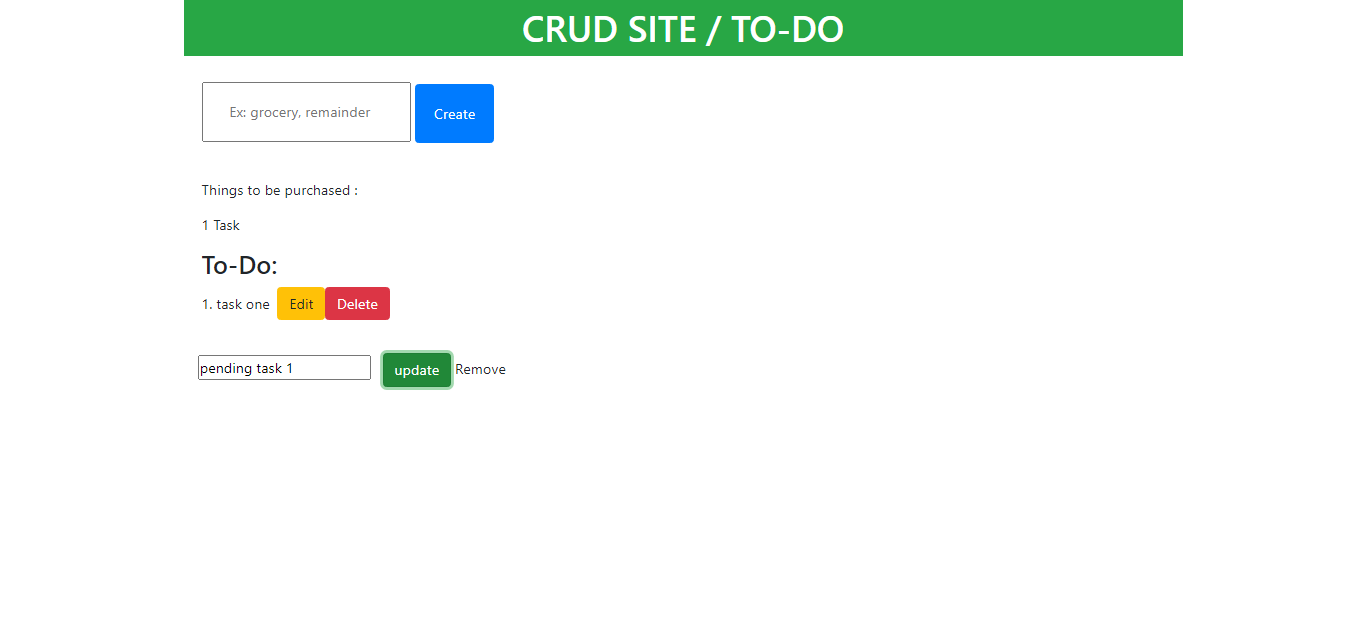 CRUD SITE / TO-DO
Ex: grocery, remainder Create
Things to be purchased :
1 Task
To-Do:
1. task one Edit Delete
pending task 1 update Remove